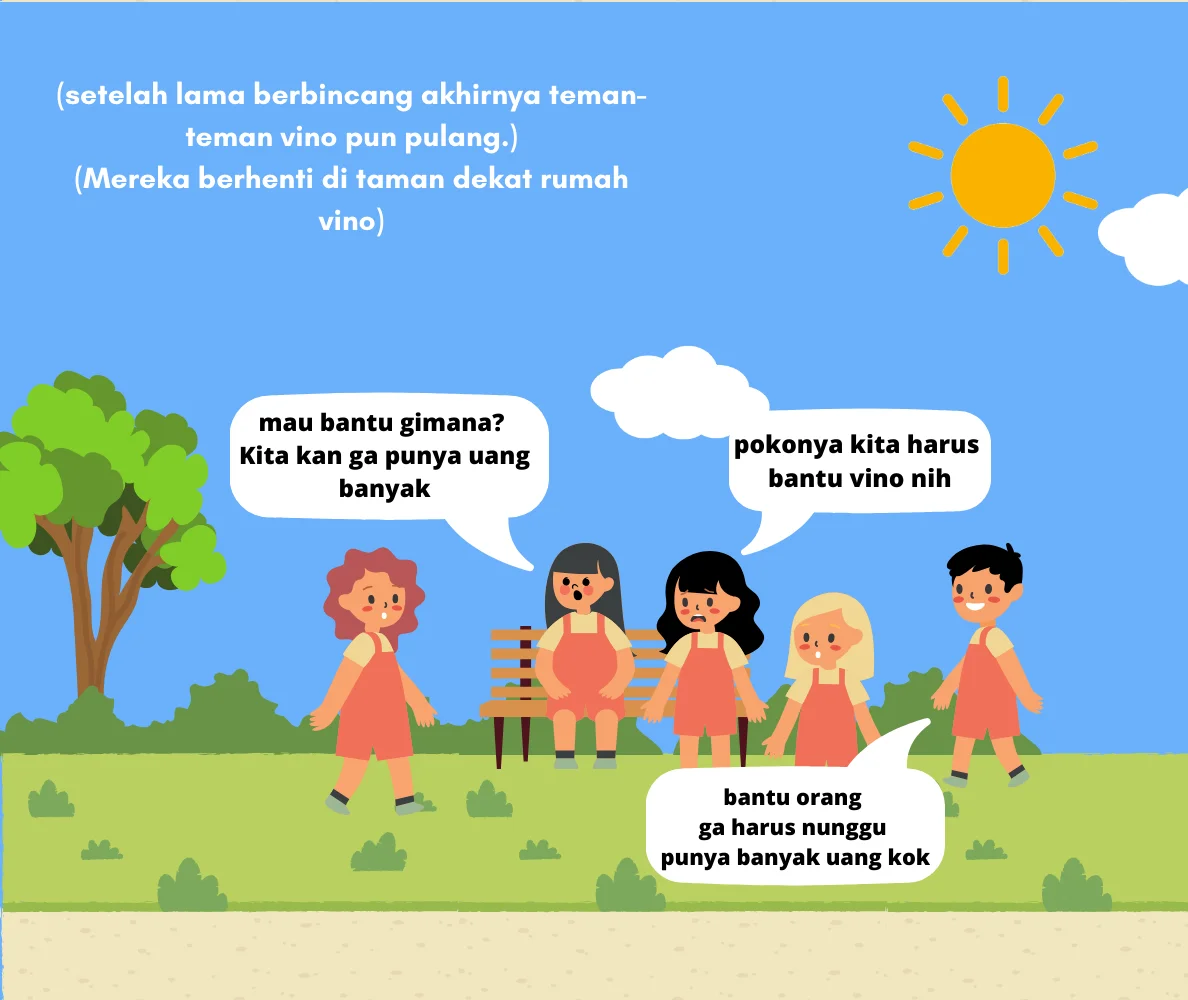 (setelah lama berbincang akhirnya teman-
teman vino pun pulang.)
(Mereka berhenti di taman dekat rumah
vino)
mau bantu gimana?
Kita kan ga punya uang
banyak
pokonya kita harus
bantu vino nih
bantu orang
ga harus nunggu
punya banyak uang kok